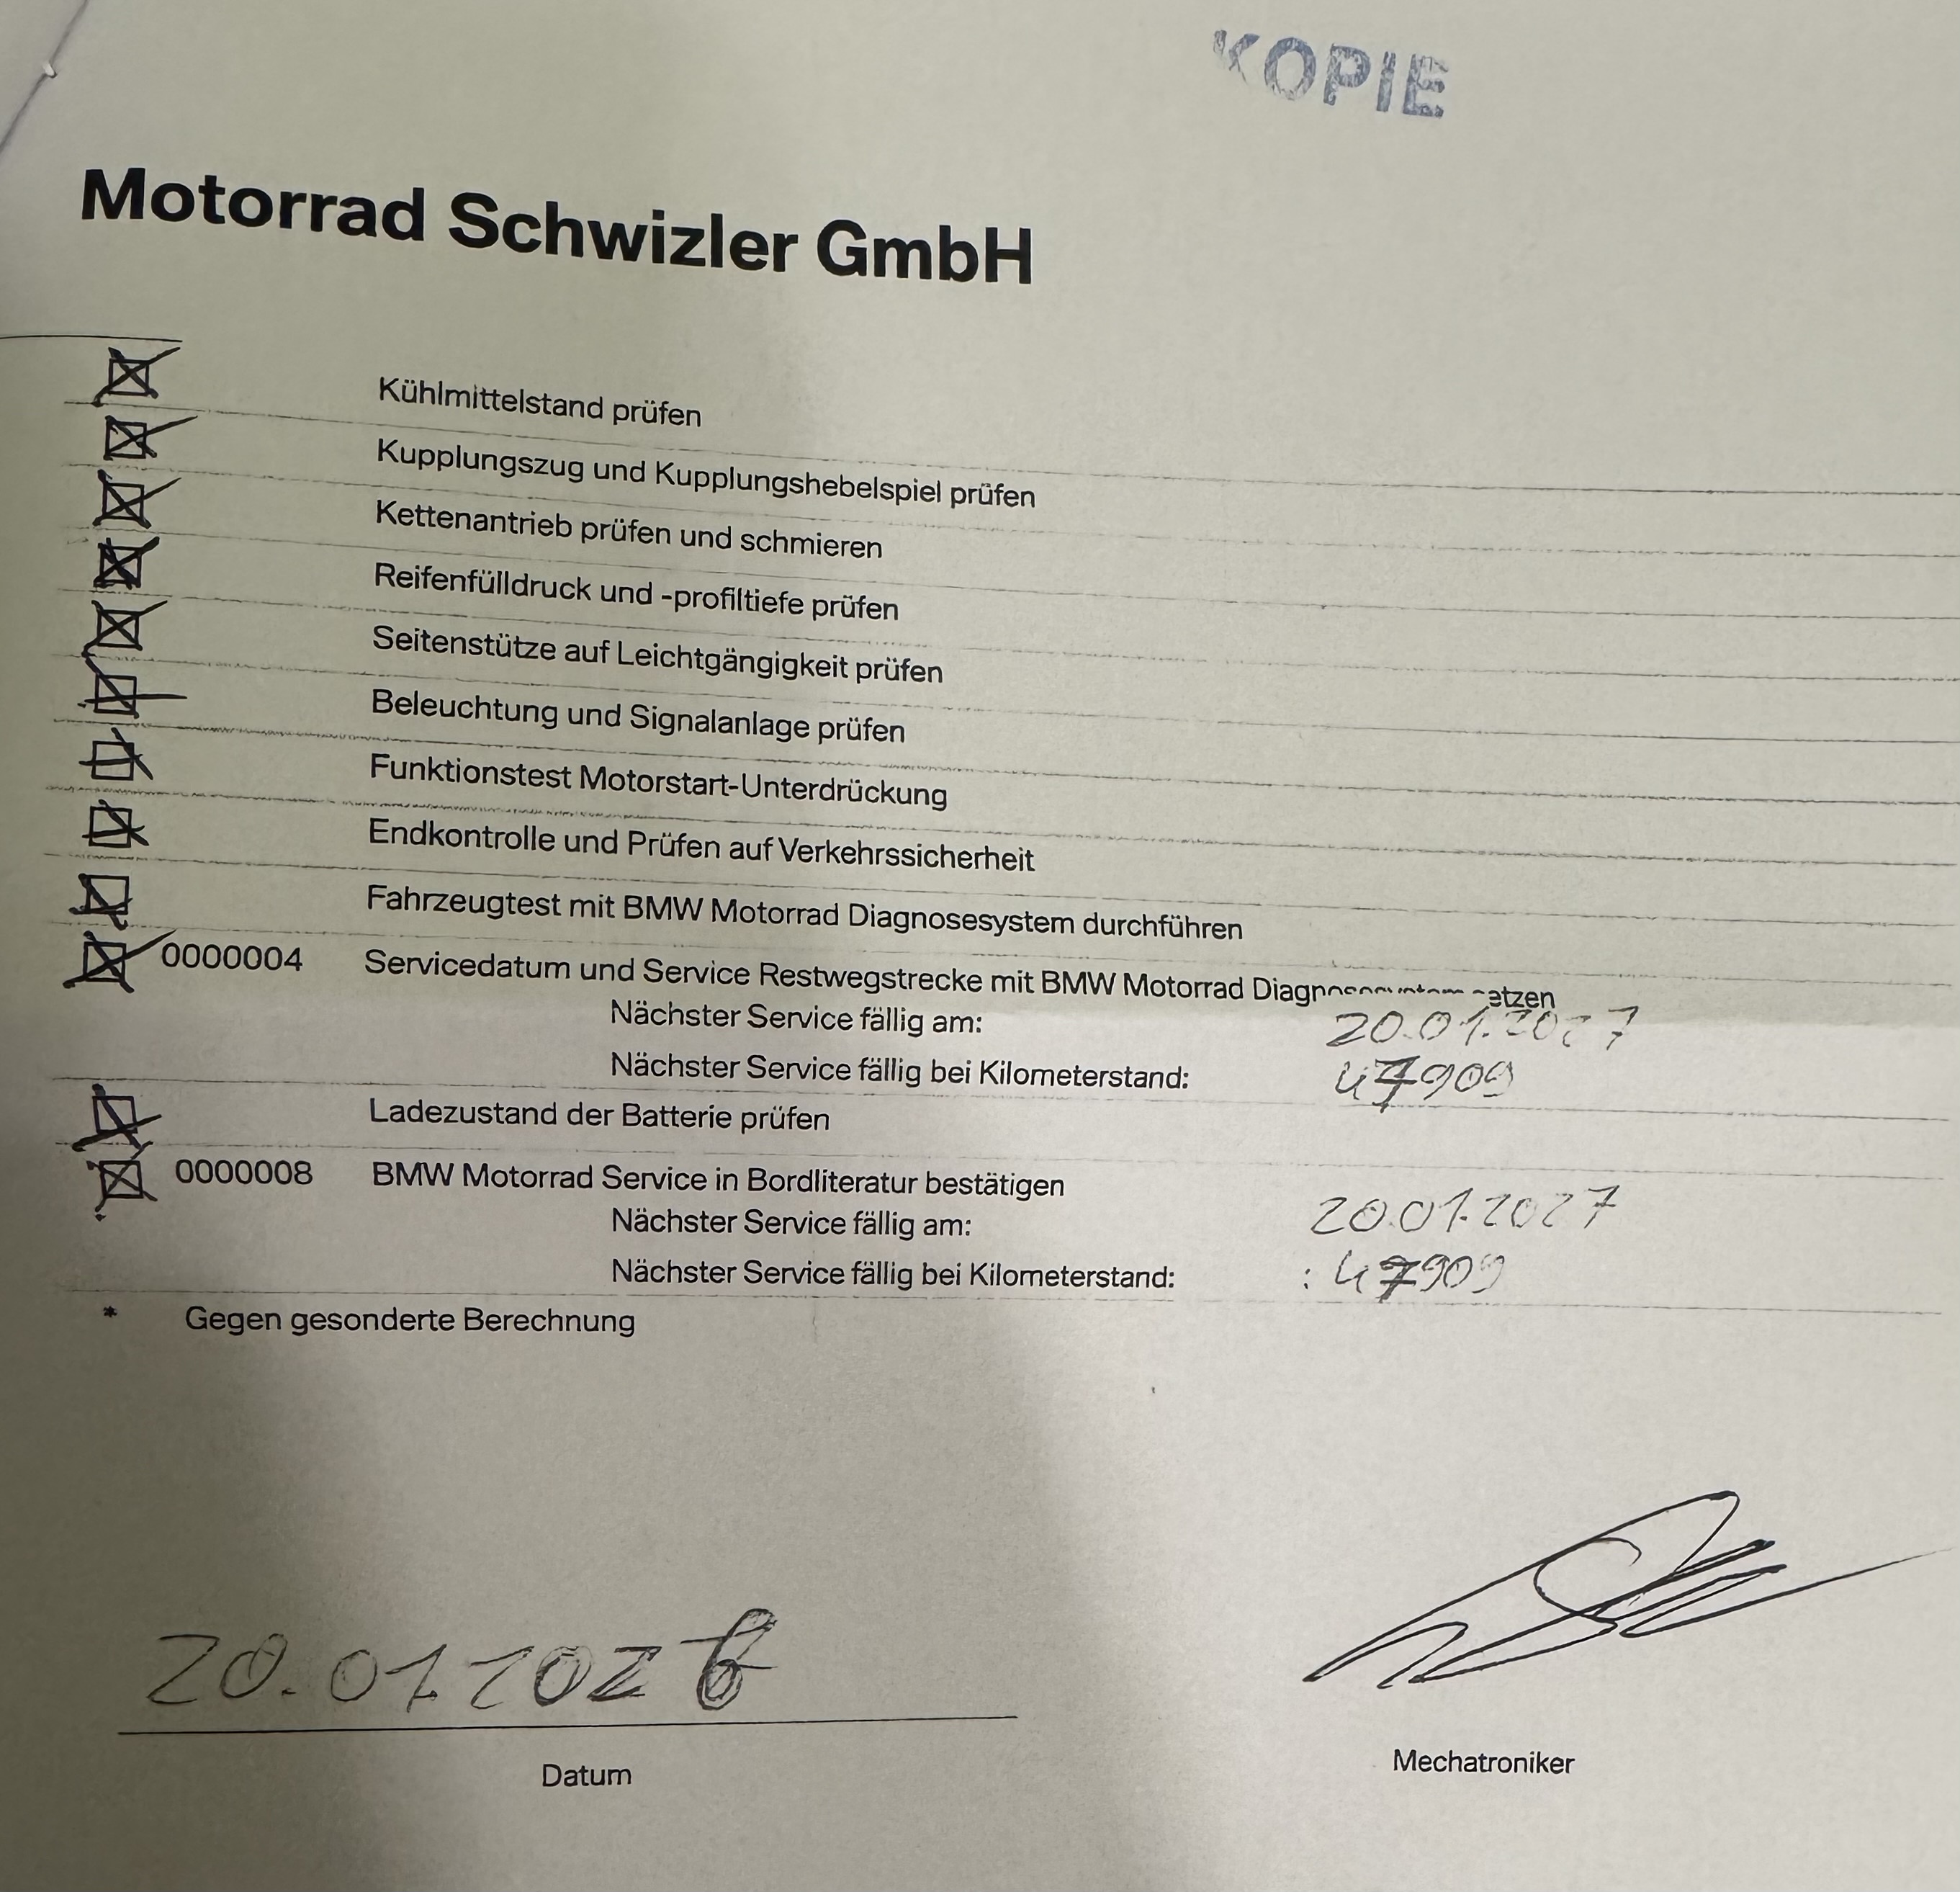 KOPIE
Motorrad Schwizler GmbH
Kühlmittelstand prüfen
Kupplungszug und Kupplungshebelspiel prüfen
Kettenantrieb prüfen und schmieren
Reifenfülldruck und -profiltiefe prüfen
Seitenstütze auf Leichtgängigkeit prüfen
Beleuchtung und Signalanlage prüfen
Funktionstest Motorstart-Unterdrückung
Endkontrolle und Prüfen auf Verkehrssicherheit
Fahrzeugtest mit BMW Motorrad Diagnosesystem durchführen
0000004 Servicedatum und Service Restwegstrecke mit BMW Motorrad
Nächster Service fällig am: 20.01.2027
Nächster Service fällig bei Kilometerstand: 47909
Ladezustand der Batterie prüfen
0000008 BMW Motorrad Service in Bordliteratur bestätigen
Nächster Service fällig am: 20.01.2027
Nächster Service fällig bei Kilometerstand: : 47909
* Gegen gesonderte Berechnung
20.01.2026
Datum
Mechatroniker